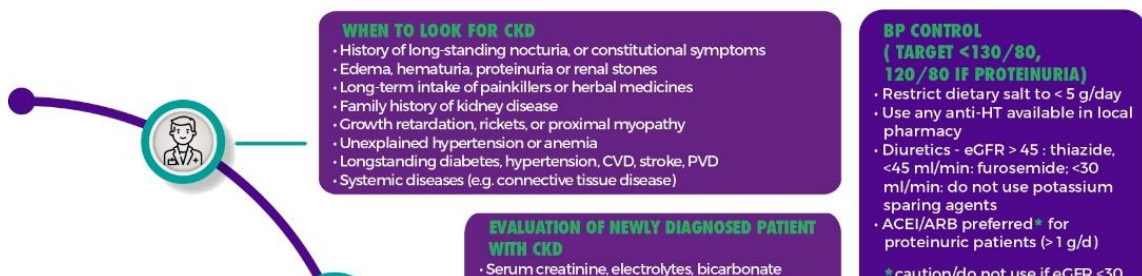 WHEN TO LOOK FOR CKD
• History of long-standing nocturia, or constitutional symptoms
• Edema, hematuria, proteinuria or renal stones
• Long-term intake of painkillers or herbal medicines
• Family history of kidney disease
• Growth retardation, rickets, or proximal myopathy
• Unexplained hypertension or anemia
• Longstanding diabetes, hypertension, CVD, stroke, PVD
• Systemic diseases (e.g. connective tissue disease)
EVALUATION OF NEWLY DIAGNOSED PATIENT
WITH CKD
• Serum creatinine, electrolytes, bicarbonate
BP CONTROL
( TARGET <130/80,
120/80 IF PROTEINURIA)
• Restrict dietary salt to < 5 g/day
• Use any anti-HT available in local
pharmacy
• Diuretics - eGFR > 45 : thiazide,
<45 ml/min: furosemide; <30
ml/min: do not use potassium
sparing agents
• ACEI/ARB preferred* for
proteinuric patients (> 1 g/d)
*caution/do not use if eGFR <30